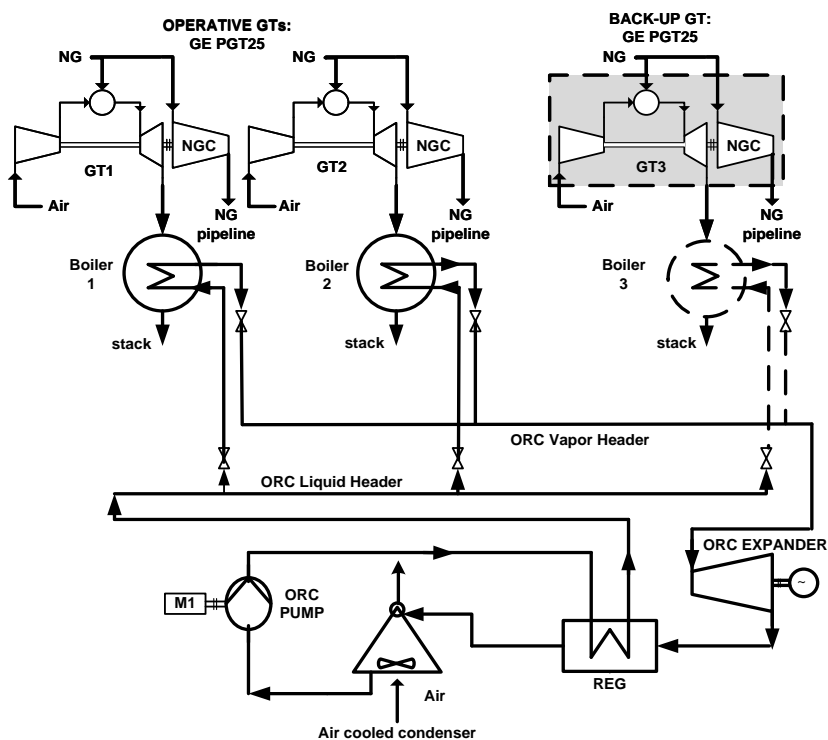 OPERATIVE GTs:
GE PGT25
BACK-UP GT:
GE PGT25
NG
NG
NG
NGC
NGC
NGC
GT1
GT2
GT3
Air
Air
Air
NG
pipeline
NG
pipeline
NG
pipeline
Boiler
1
Boiler
2
Boiler
3
stack
stack
stack
ORC Vapor Header
ORC Liquid Header
ORC EXPANDER
~
M1
ORC
PUMP
REG
Air
Air cooled condenser